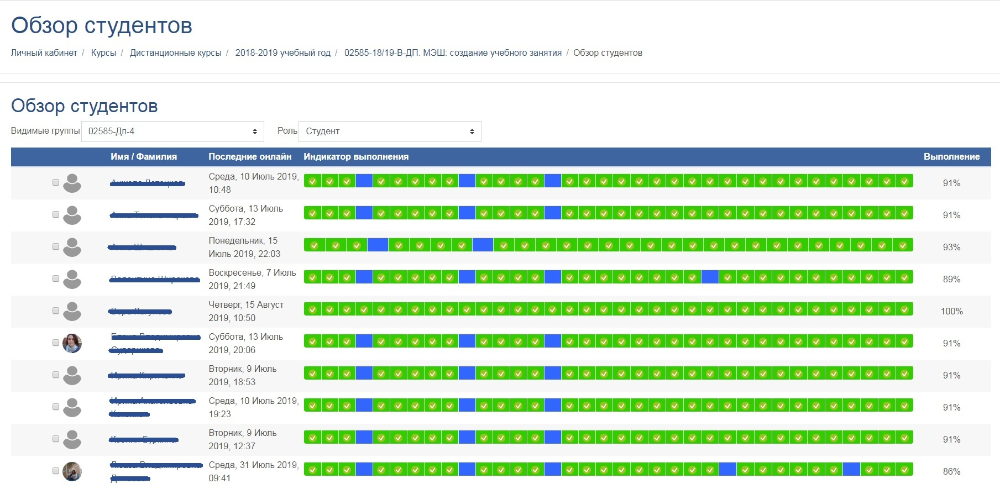 Обзор студентов
Личный кабинет / Курсы / Дистанционные курсы / 2018-2019 учебный год / 02585-18/19-В-ДП. МЭШ: создание учебного занятия / Обзор студентов
Обзор студентов
Видимые группы 02585-Дп-4 Роль Студент
Имя / Фамилия Последние онлайн Индикатор выполнения Выполнение
Среда, 10 Июль 2019,
10:48
91%
Суббота, 13 Июль
2019, 17:32
91%
Понедельник, 15
Июль 2019, 22:03
93%
Воскресенье, 7 Июль
2019, 21:49
89%
Четверг, 15 Август
2019, 10:50
100%
Суббота, 13 Июль
2019, 20:06
91%
Вторник, 9 Июль
2019, 18:53
91%
Среда, 10 Июль 2019,
19:23
91%
Вторник, 9 Июль
2019, 12:37
91%
Среда, 31 Июль 2019,
09:41
86%